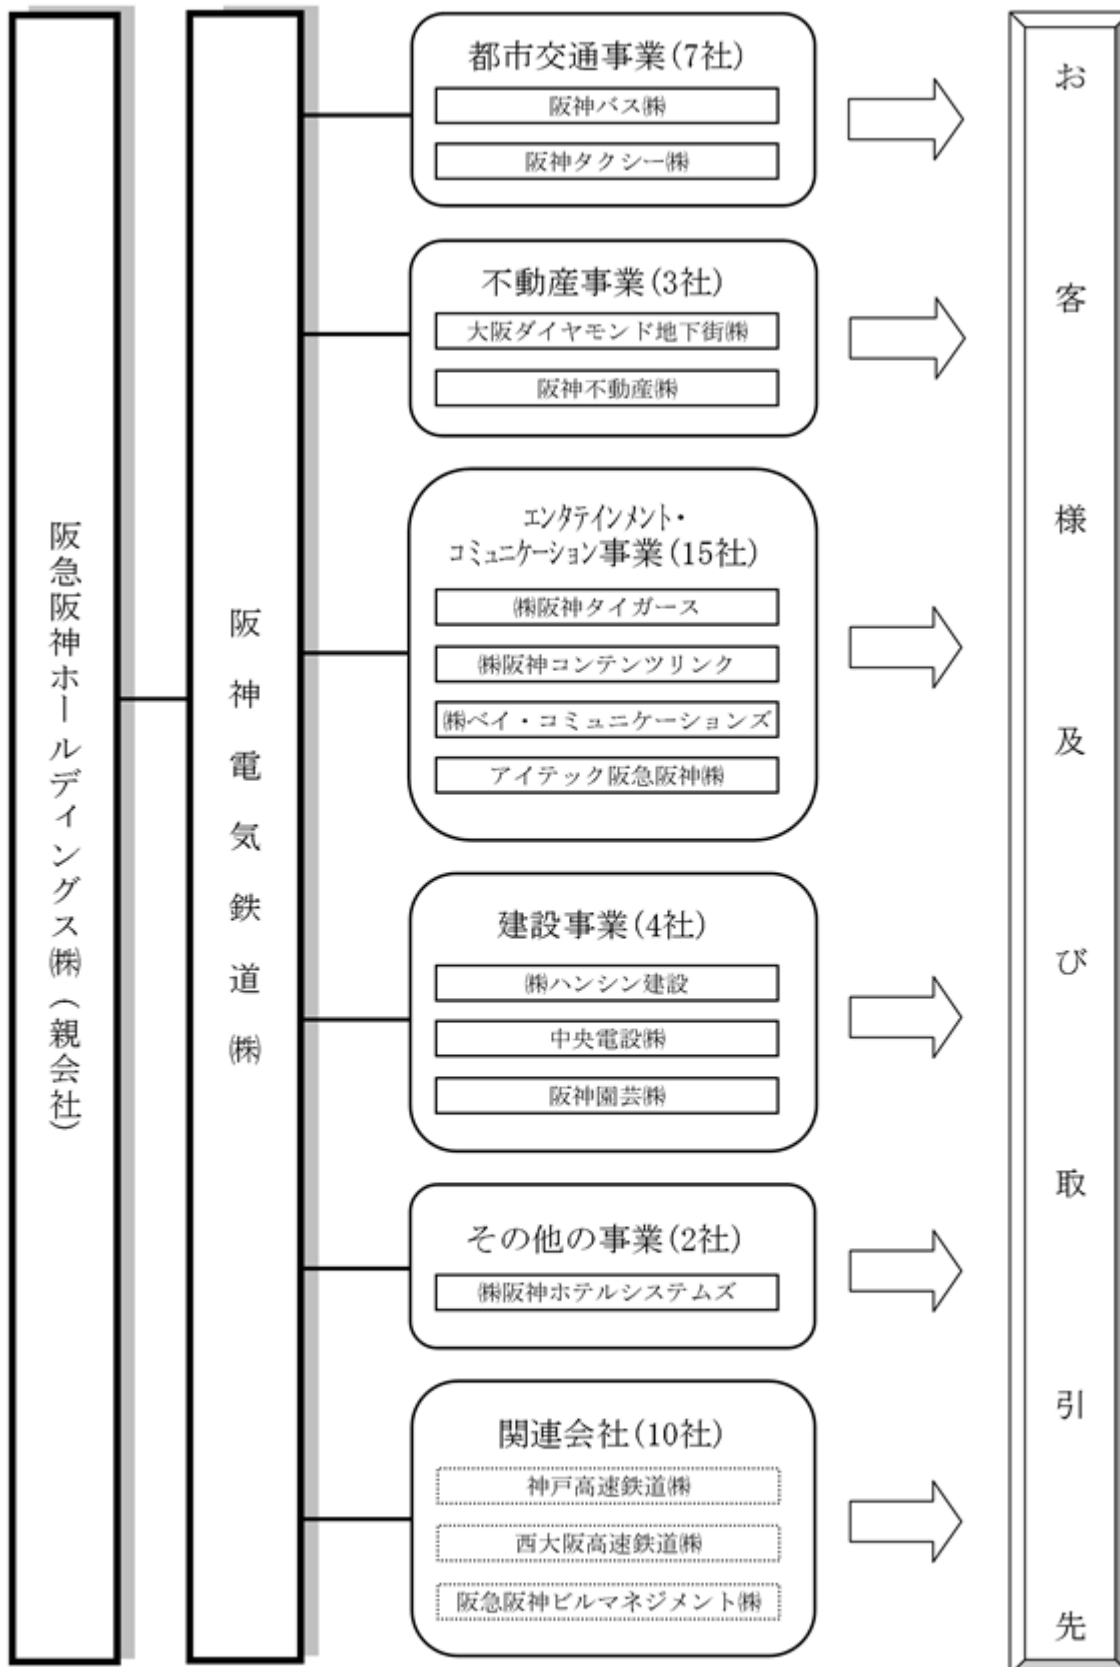 阪急阪神ホールディングス㈱（親会社）
阪神電気鉄道㈱
都市交通事業(7社)
阪神バス㈱
阪神タクシー㈱
不動産事業(3社)
大阪ダイヤモンド地下街㈱
阪神不動産㈱
エンタテインメント・
コミュニケーション事業(15社)
㈱阪神タイガース
㈱阪神コンテンツリンク
㈱ベイ・コミュニケーションズ
アイテック阪急阪神㈱
建設事業(4社)
㈱ハンシン建設
中央電設㈱
阪神園芸㈱
その他の事業(2社)
㈱阪神ホテルシステムズ
関連会社(10社)
神戸高速鉄道㈱
西大阪高速鉄道㈱
阪急阪神ビルマネジメント㈱
お客様及び取引先